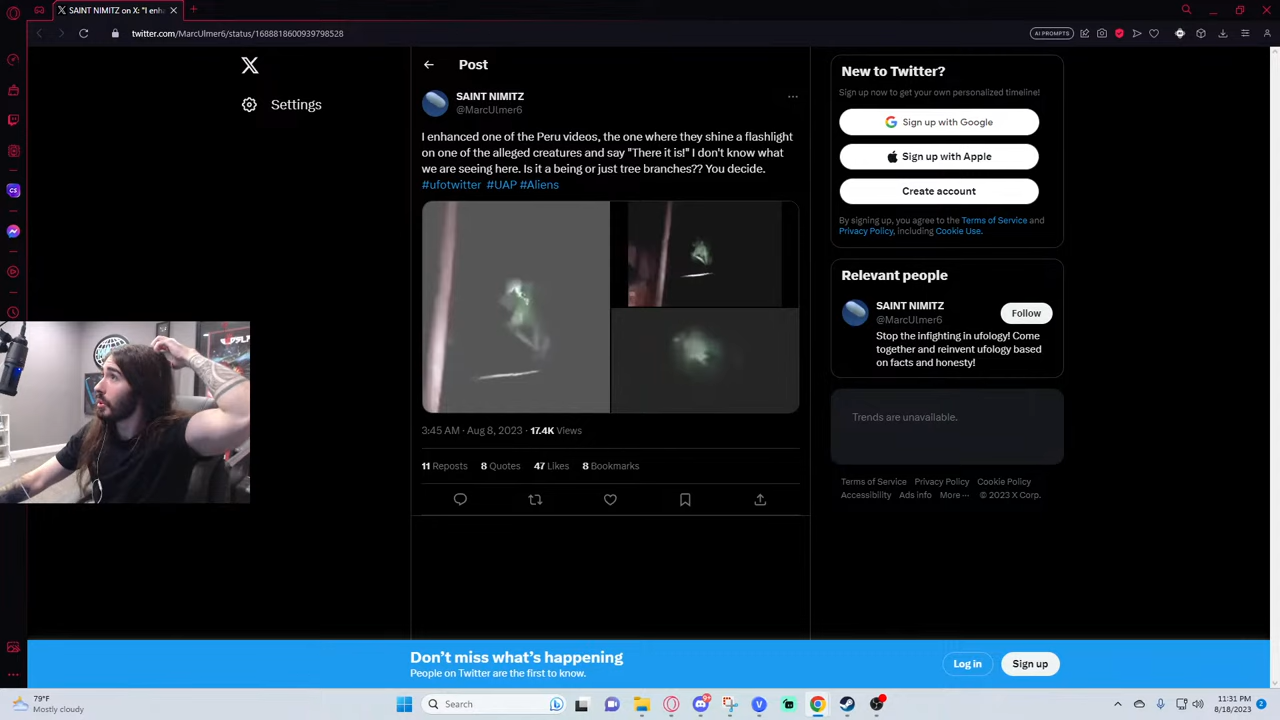 SAINT NIMITZ on X: "I enh
twitter.com/MarcUlmer6/status/1688818600939798528
AI PROMPTS
Settings
Post
SAINT NIMITZ
@MarcUlmer6
I enhanced one of the Peru videos, the one where they shine a flashlight
on one of the alleged creatures and say "There it is!" I don't know what
we are seeing here. Is it a being or just tree branches?? You decide.
#ufotwitter #UAP #Aliens
3:45 AM · Aug 8, 2023 · 17.4K Views
11 Reposts 8 Quotes 47 Likes 8 Bookmarks
New to Twitter?
Sign up now to get your own personalized timeline!
Sign up with Google
Sign up with Apple
Create account
By signing up, you agree to the Terms of Service and
Privacy Policy, including Cookie Use.
Relevant people
SAINT NIMITZ
@MarcUlmer6
Follow
Stop the infighting in ufology! Come
together and reinvent ufology based
on facts and honesty!
Trends are unavailable.
Terms of Service Privacy Policy Cookie Policy
Accessibility Ads info More ··· © 2023 X Corp.
Don't miss what's happening
People on Twitter are the first to know.
Log in
Sign up
79°F
Mostly cloudy
Search
11:31 PM
8/18/2023